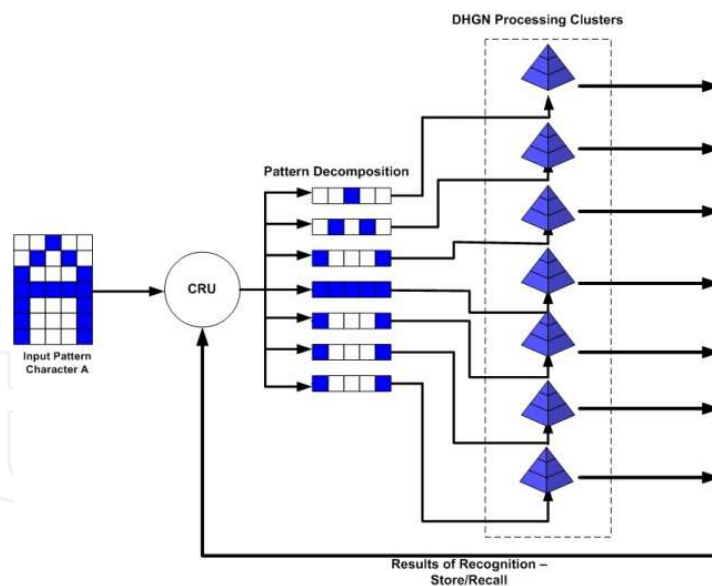 DHGN Processing Clusters
Pattern Decomposition
CRU
Input Pattern
Character A
Results of Recognition –
Store/Recall